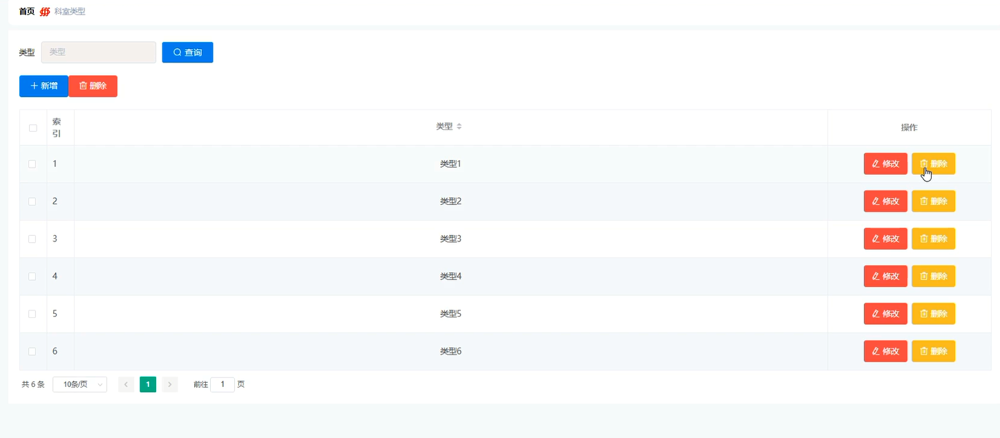 首页 科室类型
类型 类型 查询
新增 删除
索引 类型 操作
1 类型1 修改 删除
2 类型2 修改 删除
3 类型3 修改 删除
4 类型4 修改 删除
5 类型5 修改 删除
6 类型6 修改 删除
共 6 条 10条/页 1 前往 1 页